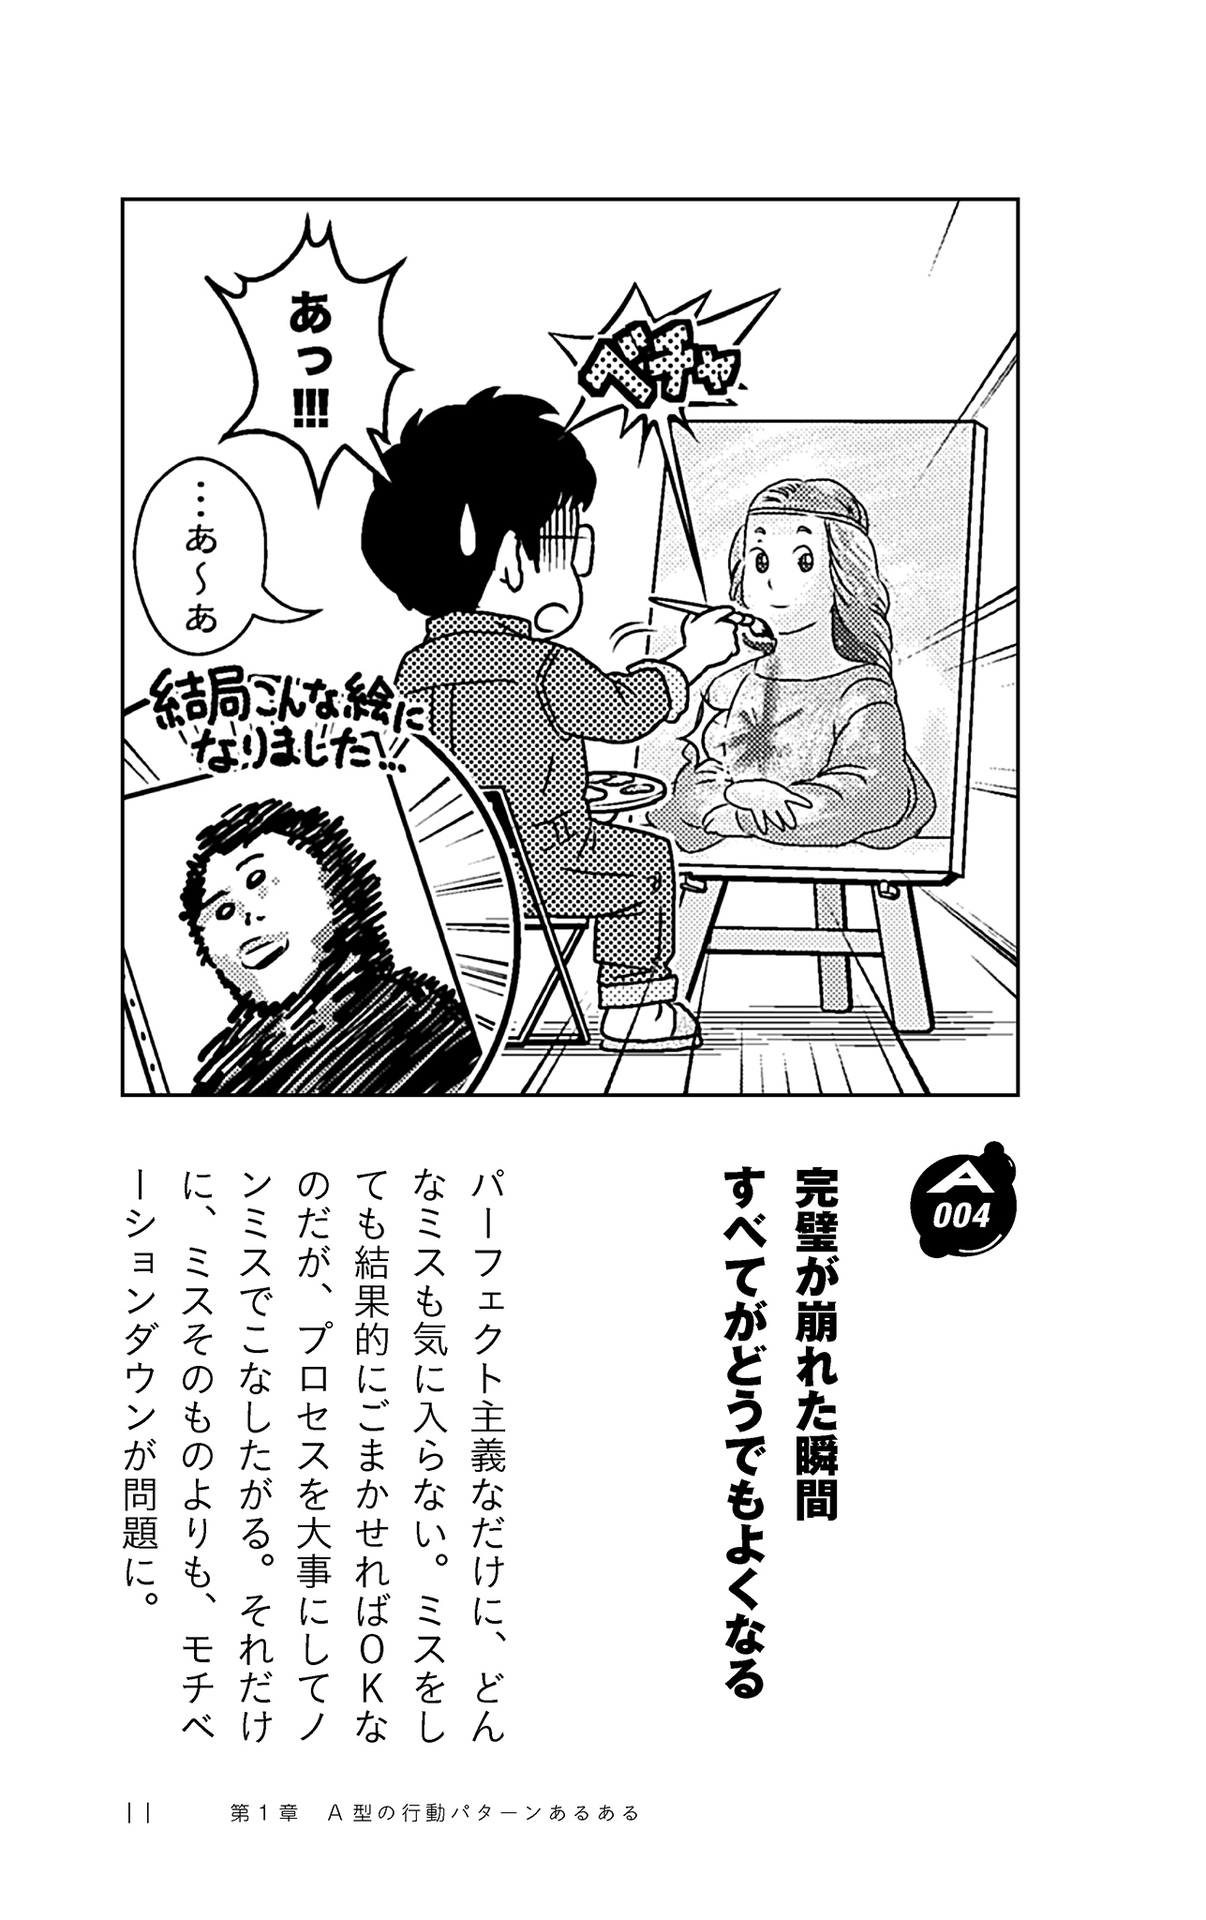 ベチャ
あっ!!!
…あ〜あ
結局こんな絵に
なりました…
A
004
完璧が崩れた瞬間
すべてがどうでもよくなる
パーフェクト主義なだけに、どん
なミスも気に入らない。ミスをし
ても結果的にごまかせればOKな
のだが、プロセスを大事にしてノ
ンミスでこなしたがる。それだけ
に、ミスそのものよりも、モチベ
ーションダウンが問題に。
11 第1章 A型の行動パターンあるある